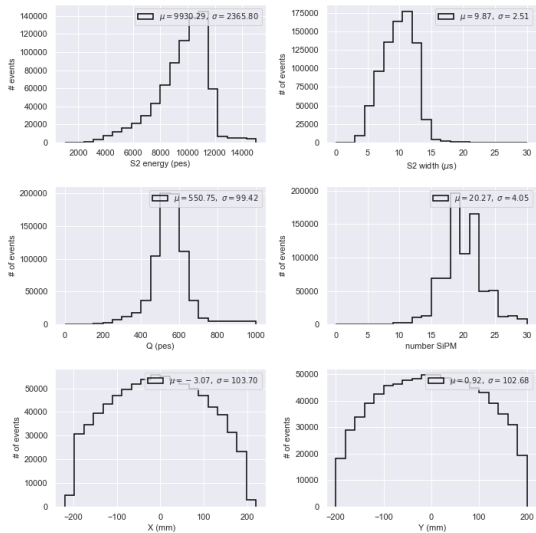 μ = 9930.29, σ = 2365.80
# events
140000
120000
100000
80000
60000
40000
20000
0
2000 4000 6000 8000 10000 12000 14000
S2 energy (pes)
μ = 9.87, σ = 2.51
# of events
175000
150000
125000
100000
75000
50000
25000
0
0 5 10 15 20 25 30
S2 width (μs)
μ = 550.75, σ = 99.42
# of events
200000
150000
100000
50000
0
0 200 400 600 800 1000
Q (pes)
μ = 20.27, σ = 4.05
# of events
200000
150000
100000
50000
0
0 5 10 15 20 25 30
number SiPM
μ = − 3.07, σ = 103.70
# of events
50000
40000
30000
20000
10000
0
−200 −100 0 100 200
X (mm)
μ = 0.92, σ = 102.68
# of events
50000
40000
30000
20000
10000
0
−200 −100 0 100 200
Y (mm)